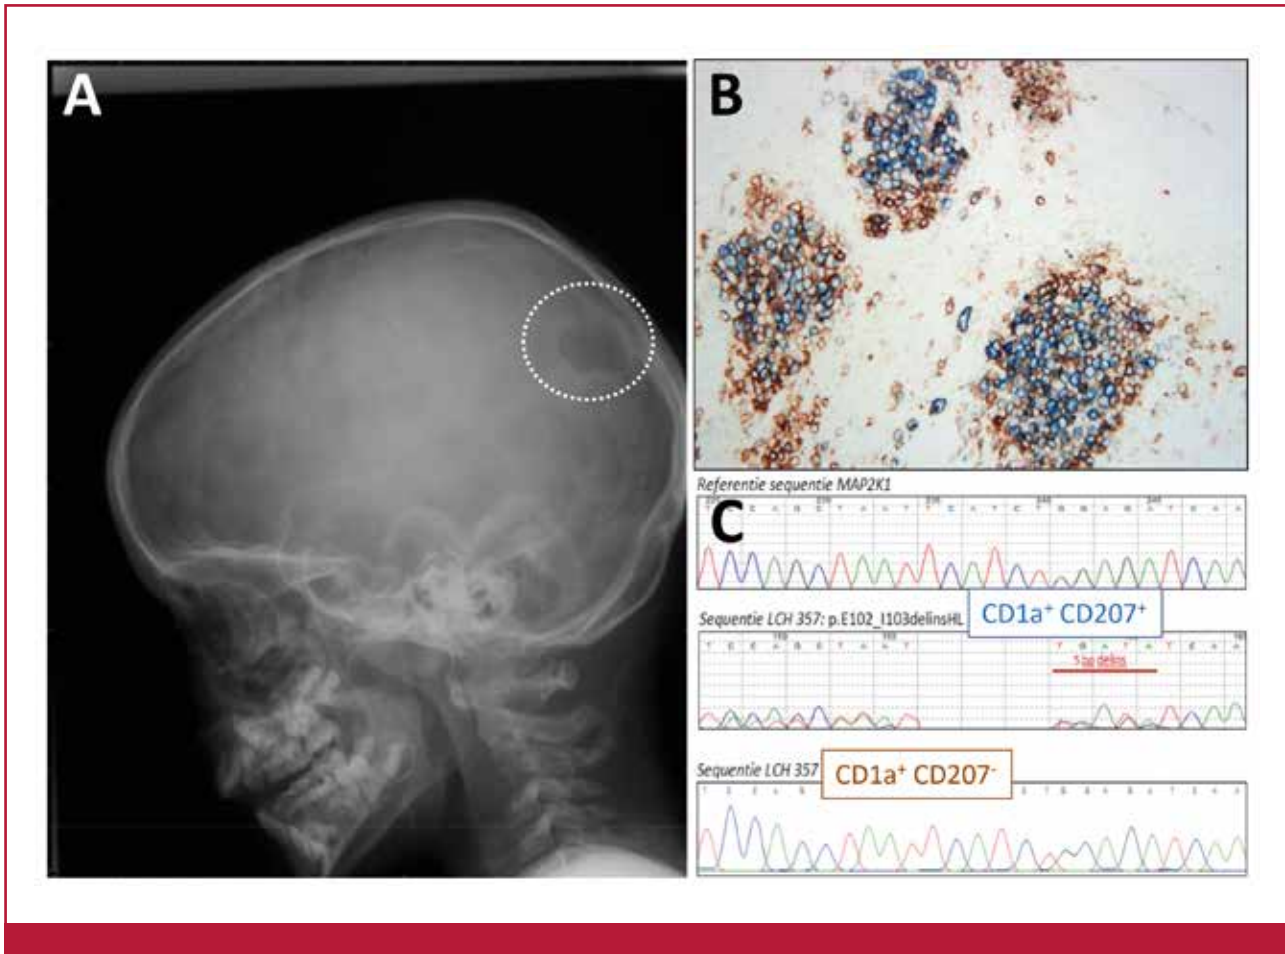 A
B
Referentie sequentie MAP2K1
C
CD1a⁺ CD207⁺
Sequentie LCH 357: p.E102_I103delinsHL
5 bp delins
Sequentie LCH 357
CD1a⁺ CD207⁻